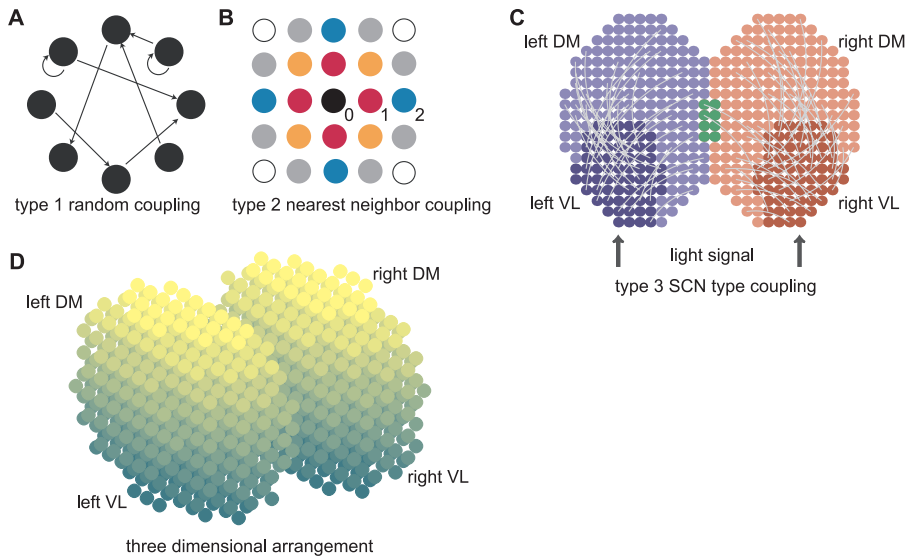 A
type 1 random coupling
B
0
1
2
type 2 nearest neighbor coupling
C
left DM
right DM
left VL
right VL
light signal
type 3 SCN type coupling
D
right DM
left DM
right VL
left VL
three dimensional arrangement